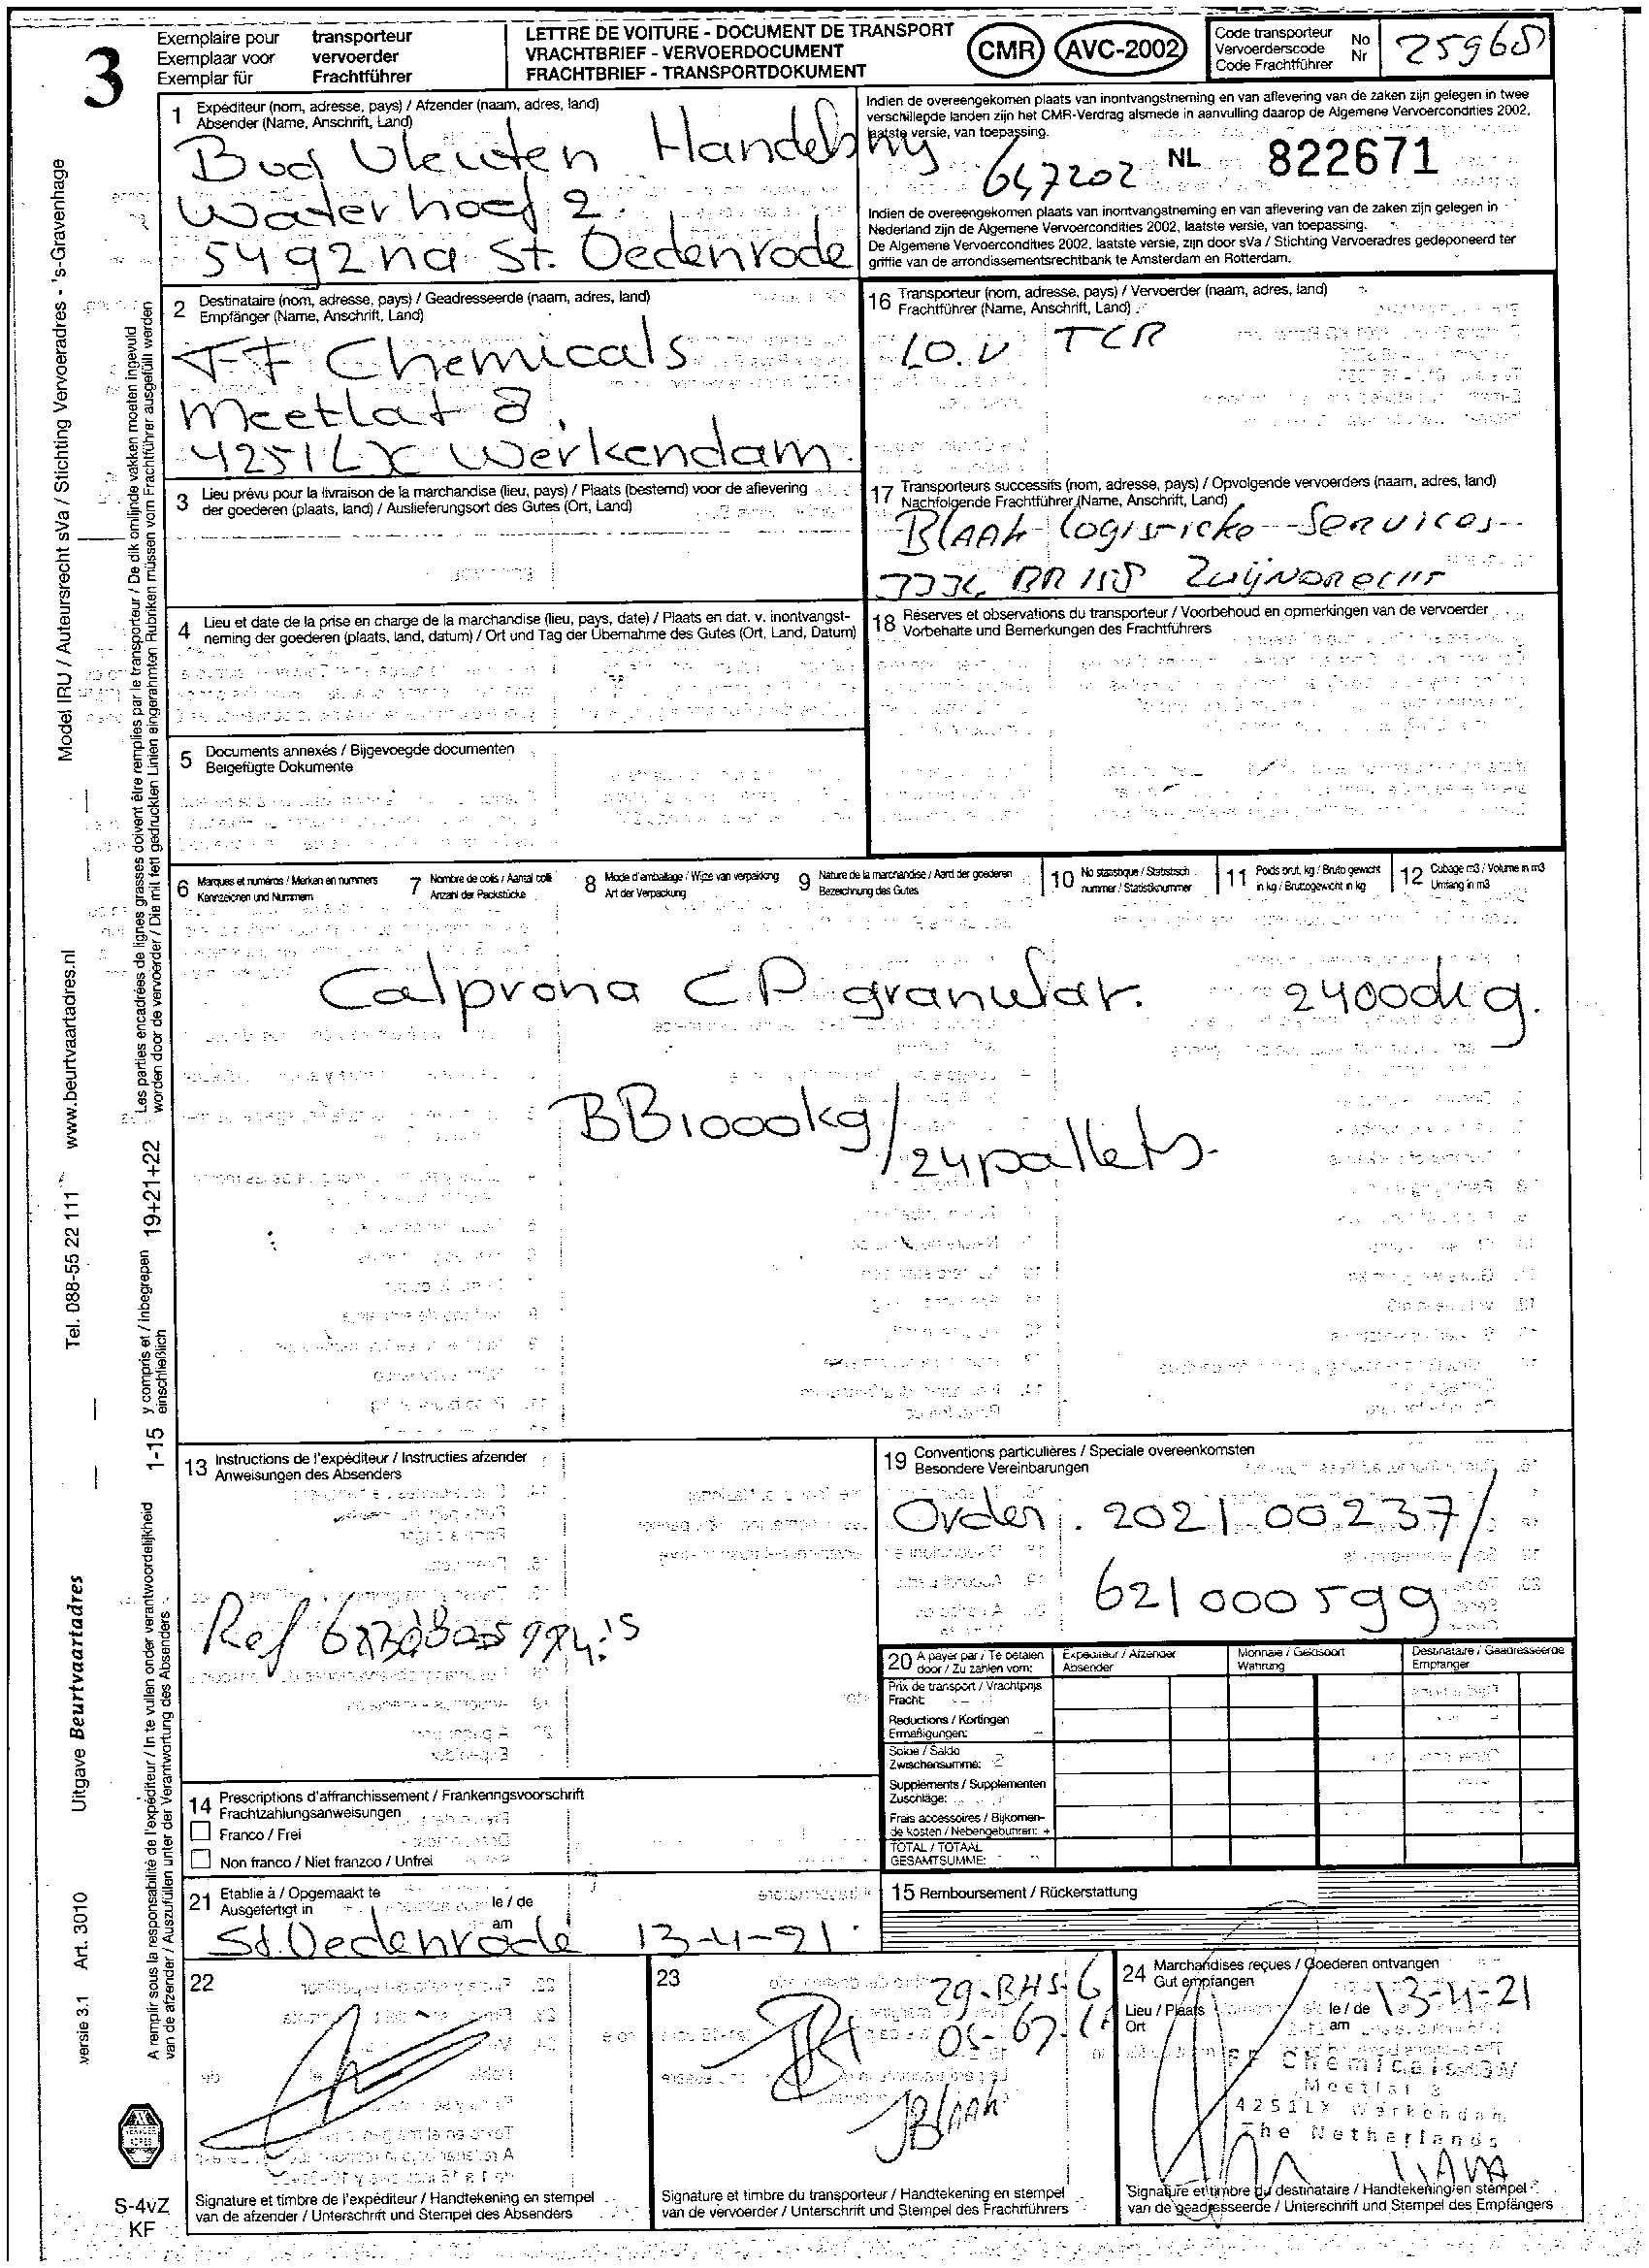 3
Exemplaire pour transporteur
Exemplaar voor vervoerder
Exemplar für Frachtführer
LETTRE DE VOITURE - DOCUMENT DE TRANSPORT
VRACHTBRIEF - VERVOERDOCUMENT
FRACHTBRIEF - TRANSPORTDOKUMENT
CMR AVC-2002
Code transporteur No
Vervoerderscode Nr
Code Frachtführer
25968
1 Expéditeur (nom, adresse, pays) / Afzender (naam, adres, land)
Absender (Name, Anschrift, Land)
Bud Vleuten Handelsmij
Waterhoef 2
5492na St. Oedenrode
Indien de overeengekomen plaats van inontvangstneming en van aflevering van de zaken zijn gelegen in twee
verschillende landen zijn het CMR-Verdrag alsmede in aanvulling daarop de Algemene Vervoercondities 2002,
laatste versie, van toepassing.
647202
NL 822671
Indien de overeengekomen plaats van inontvangstneming en van aflevering van de zaken zijn gelegen in
Nederland zijn de Algemene Vervoercondities 2002, laatste versie, van toepassing.
De Algemene Vervoercondities 2002, laatste versie, zijn door sVa / Stichting Vervoeradres gedeponeerd ter
griffie van de arrondissementsrechtbank te Amsterdam en Rotterdam.
2 Destinataire (nom, adresse, pays) / Geadresseerde (naam, adres, land)
Empfänger (Name, Anschrift, Land)
FF Chemicals
Meetlat 8
4251LX Werkendam
16 Transporteur (nom, adresse, pays) / Vervoerder (naam, adres, land)
Frachtführer (Name, Anschrift, Land)
I.O.V TCR
3 Lieu prévu pour la livraison de la marchandise (lieu, pays) / Plaats (bestemd) voor de aflevering
der goederen (plaats, land) / Auslieferungsort des Gutes (Ort, Land)
17 Transporteurs successifs (nom, adresse, pays) / Opvolgende vervoerders (naam, adres, land)
Nachfolgende Frachtführer (Name, Anschrift, Land)
Blaak logistieke Services
Zwijndrecht
4 Lieu et date de la prise en charge de la marchandise (lieu, pays, date) / Plaats en dat. v. inontvangst-
neming der goederen (plaats, land, datum) / Ort und Tag der Übernahme des Gutes (Ort, Land, Datum)
18 Réserves et observations du transporteur / Voorbehoud en opmerkingen van de vervoerder
Vorbehalte und Bemerkungen des Frachtführers
5 Documents annexés / Bijgevoegde documenten
Beigefügte Dokumente
6 Marques et numéros / Merken en nummers
Kennzeichen und Nummern
7 Nombre de colis / Aantal colli
Anzahl der Packstücke
8 Mode d'emballage / Wijze van verpakking
Art der Verpackung
9 Nature de la marchandise / Aard der goederen
Bezeichnung des Gutes
10 No statistique / Statistisch
nummer / Statistiknummer
11 Poids brut, kg / Bruto gewicht
in kg / Bruttogewicht in kg
12 Cubage m3 / Volume in m3
Umfang in m3
Calprona CP granular. 24000kg.
BB1000kg/24pallets.
13 Instructions de l'expéditeur / Instructies afzender
Anweisungen des Absenders
Ref
19 Conventions particulières / Speciale overeenkomsten
Besondere Vereinbarungen
Order. 202100237/
621000599
20 A payer par / Te betalen
door / Zu zahlen vom:
Expéditeur / Afzender
Absender
Monnaie / Geldsoort
Währung
Destinataire / Geadresseerde
Empfänger
Prix de transport / Vrachtprijs
Fracht:
Reductions / Kortingen
Ermäßigungen: −
Solde / Saldo
Zwischensumme:
Suppléments / Supplementen
Zuschläge:
Frais accessoires / Bijkomen-
de kosten / Nebengebühren: +
TOTAL / TOTAAL
GESAMTSUMME:
14 Prescriptions d'affranchissement / Frankeringsvoorschrift
Frachtzahlungsanweisungen
Franco / Frei
Non franco / Niet franco / Unfrei
21 Etablie à / Opgemaakt te le / de
Ausgefertigt in am
St. Oedenrode 13-4-21
15 Remboursement / Rückerstattung
22
Signature et timbre de l'expéditeur / Handtekening en stempel
van de afzender / Unterschrift und Stempel des Absenders
23
29-BHS-6
JBlaak
Signature et timbre du transporteur / Handtekening en stempel
van de vervoerder / Unterschrift und Stempel des Frachtführers
24 Marchandises reçues / Goederen ontvangen
Gut empfangen
Lieu / Plaats le / de
Ort am
13-4-21
Chemicals
Meetlat 8
4251LX Werkendam
The Netherlands
Signature et timbre du destinataire / Handtekening en stempel
van de geadresseerde / Unterschrift und Stempel des Empfängers
Model IRU / Auteursrecht sVa / Stichting Vervoeradres - 's-Gravenhage
www.beurtvaartadres.nl
Tel. 088-55 22 111
Uitgave Beurtvaartadres
Art. 3010
versie 3.1
Les parties encadrées de lignes grasses doivent être remplies par le transporteur / De dik omlijnde vakken moeten ingevuld
worden door de vervoerder / Die mit fett gedruckten Linien eingerahmten Rubriken müssen vom Frachtführer ausgefüllt werden
19+21+22
y compris et / inbegrepen
einschließlich
1-15
A remplir sous la responsabilité de l'expéditeur / In te vullen onder verantwoordelijkheid
van de afzender / Auszufüllen unter der Verantwortung des Absenders
S-4vZ
KF